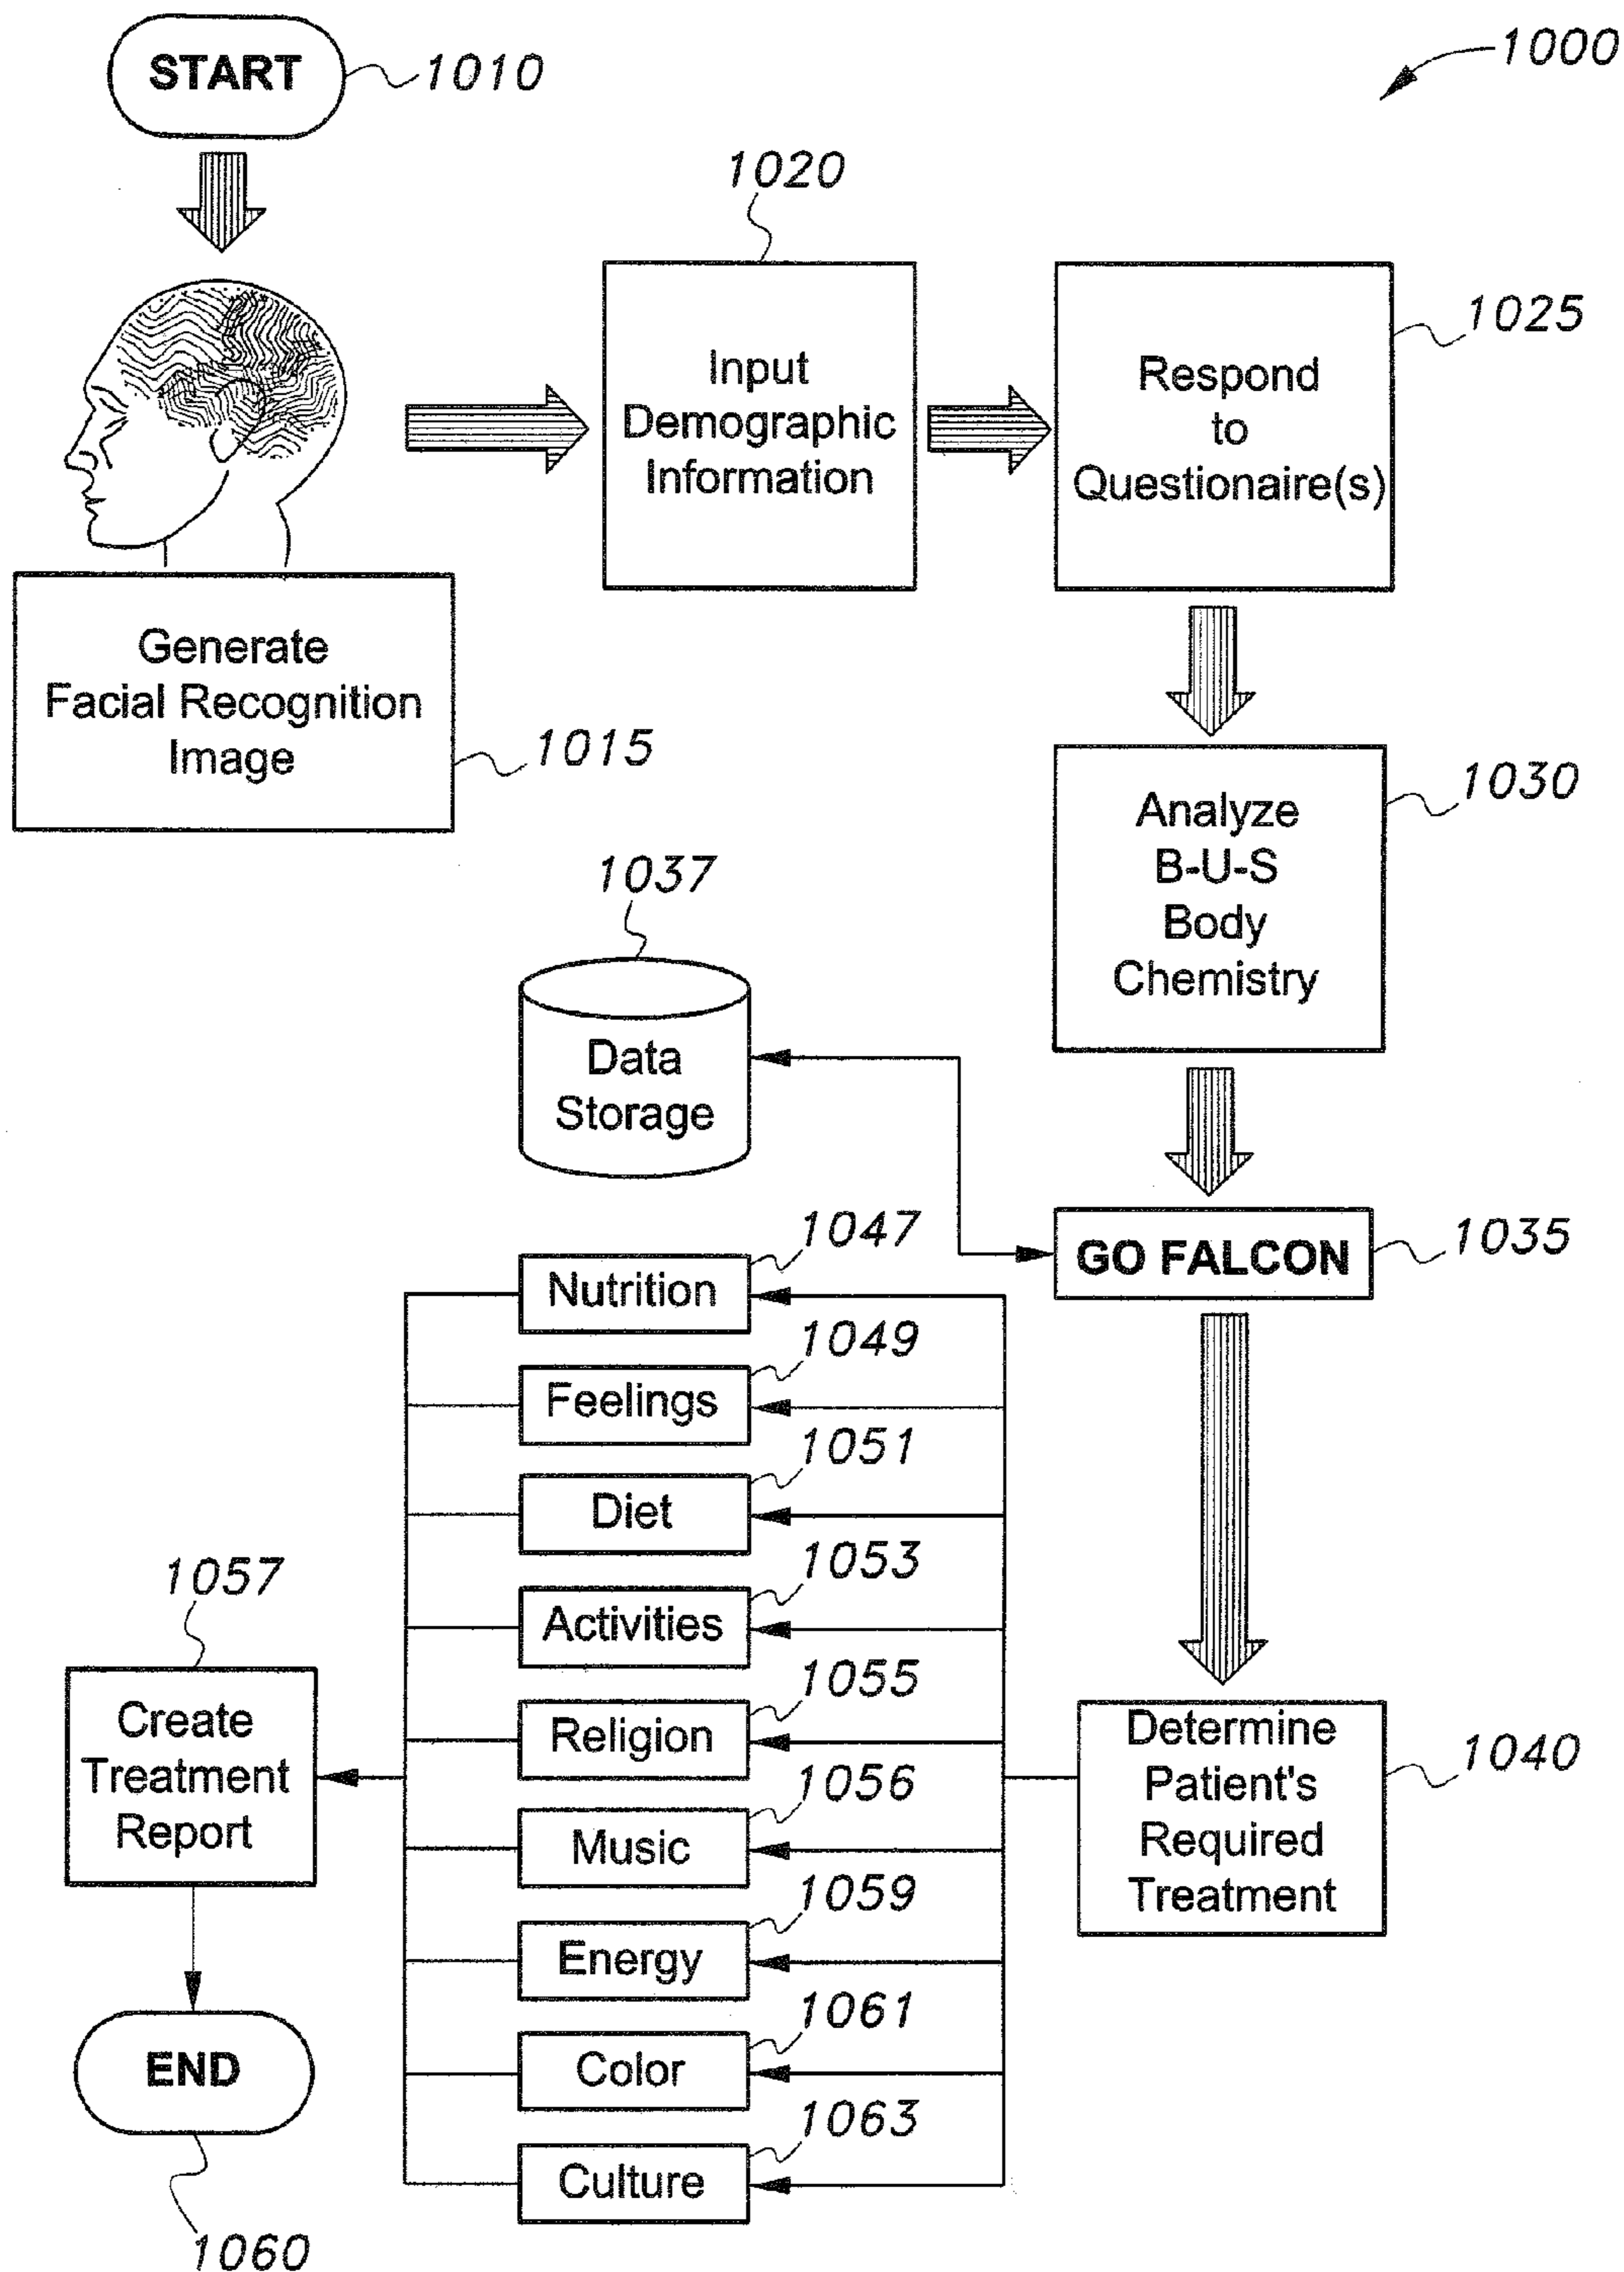 START
1010
1000
1020
Input
Demographic
Information
1025
Respond
to
Questionaire(s)
Generate
Facial Recognition
Image
1015
1030
Analyze
B-U-S
Body
Chemistry
1037
Data
Storage
1035
GO FALCON
1047
Nutrition
1049
Feelings
1051
Diet
1053
Activities
1055
Religion
1056
Music
1059
Energy
1061
Color
1063
Culture
1040
Determine
Patient's
Required
Treatment
1057
Create
Treatment
Report
END
1060